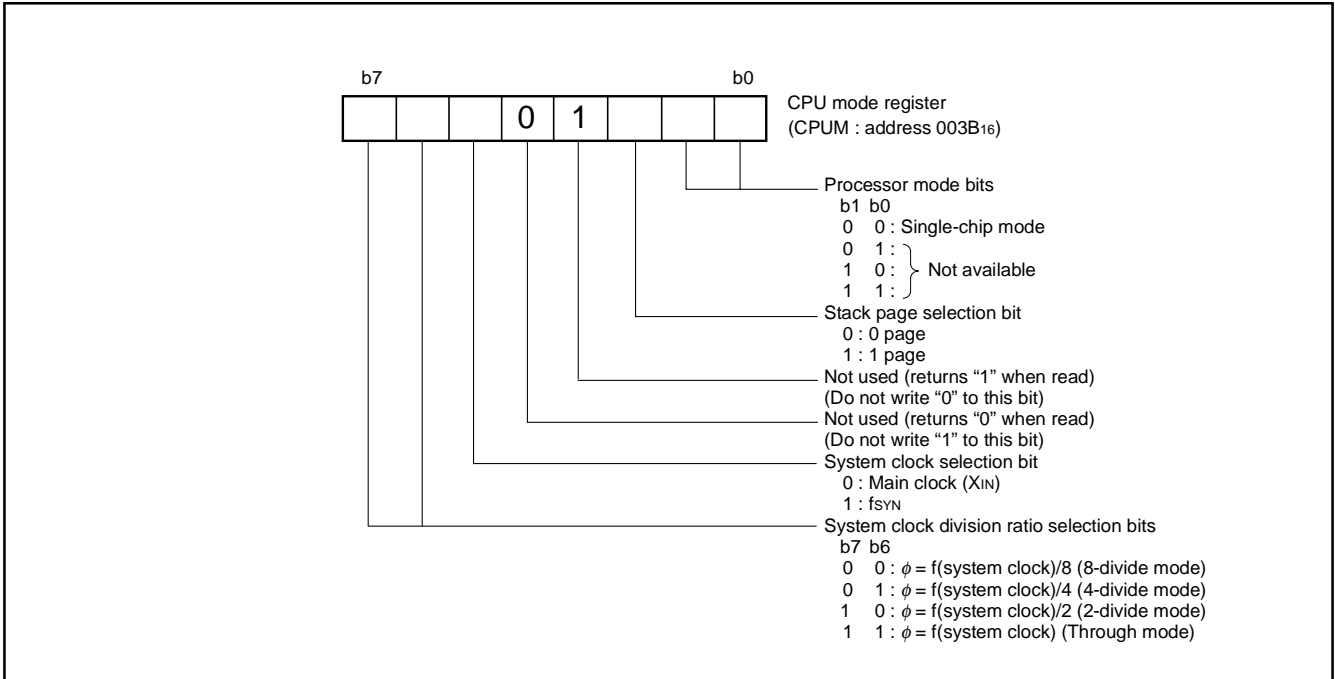 b7 b0
0 1
CPU mode register
(CPUM : address 003B16)
Processor mode bits
b1 b0
0 0 : Single-chip mode
0 1 :
1 0 : Not available
1 1 :
Stack page selection bit
0 : 0 page
1 : 1 page
Not used (returns “1” when read)
(Do not write “0” to this bit)
Not used (returns “0” when read)
(Do not write “1” to this bit)
System clock selection bit
0 : Main clock (XIN)
1 : fSYN
System clock division ratio selection bits
b7 b6
0 0 : ϕ = f(system clock)/8 (8-divide mode)
0 1 : ϕ = f(system clock)/4 (4-divide mode)
1 0 : ϕ = f(system clock)/2 (2-divide mode)
1 1 : ϕ = f(system clock) (Through mode)